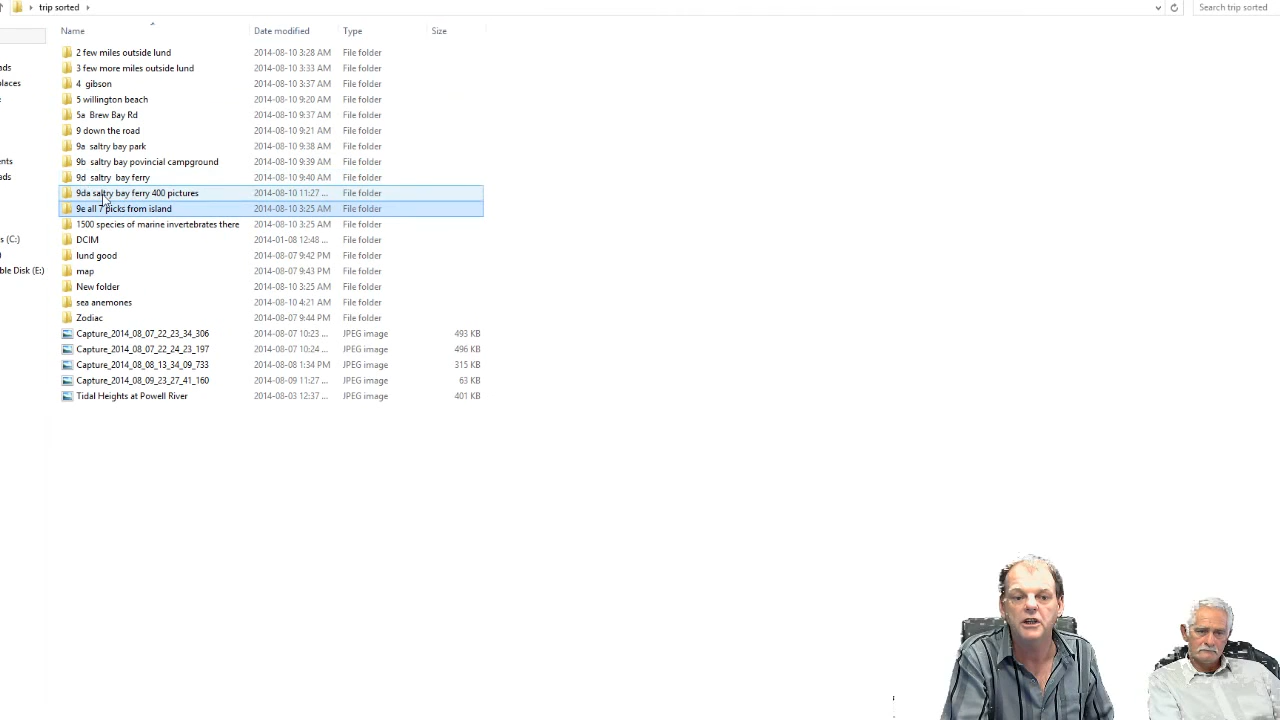 trip sorted
Search trip sorted
Name Date modified Type Size
2 few miles outside lund 2014-08-10 3:28 AM File folder
3 few more miles outside lund 2014-08-10 3:33 AM File folder
4 gibson 2014-08-10 3:37 AM File folder
5 willington beach 2014-08-10 9:20 AM File folder
5a Brew Bay Rd 2014-08-10 9:37 AM File folder
9 down the road 2014-08-10 9:21 AM File folder
9a saltry bay park 2014-08-10 9:38 AM File folder
9b saltry bay povincial campground 2014-08-10 9:39 AM File folder
9d saltry bay ferry 2014-08-10 9:40 AM File folder
9da saltry bay ferry 400 pictures 2014-08-10 11:27 ... File folder
9e all 7 picks from island 2014-08-10 3:25 AM File folder
1500 species of marine invertebrates there 2014-08-10 3:25 AM File folder
DCIM 2014-01-08 12:48 ... File folder
lund good 2014-08-07 9:42 PM File folder
map 2014-08-07 9:43 PM File folder
New folder 2014-08-10 3:25 AM File folder
sea anemones 2014-08-10 4:21 AM File folder
Zodiac 2014-08-07 9:44 PM File folder
Capture_2014_08_07_22_23_34_306 2014-08-07 10:23 ... JPEG image 493 KB
Capture_2014_08_07_22_24_23_197 2014-08-07 10:24 ... JPEG image 496 KB
Capture_2014_08_08_13_34_09_733 2014-08-08 1:34 PM JPEG image 315 KB
Capture_2014_08_09_23_27_41_160 2014-08-09 11:27 ... JPEG image 63 KB
Tidal Heights at Powell River 2014-08-03 12:37 ... JPEG image 401 KB
ads
laces
ents
ads
s (C:)
ble Disk (E:)